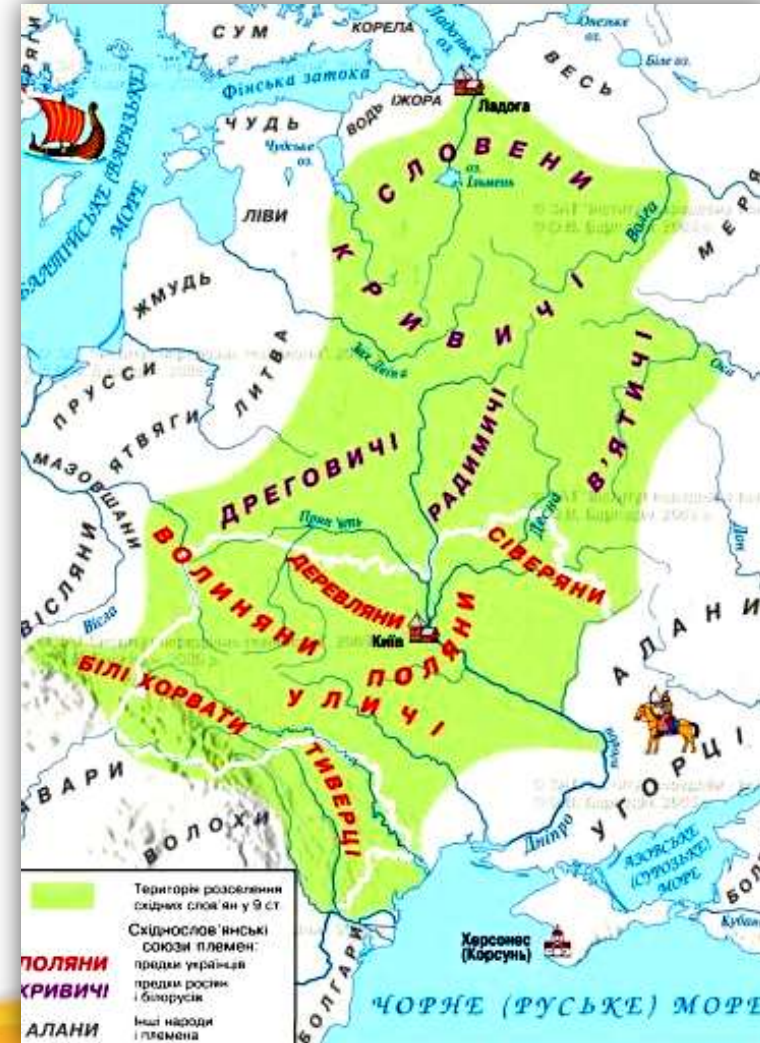 СУМ
КОРЕЛА
Ладозьке
оз.
Онезьке
оз.
Біле оз.
ВЕСЬ
Фінська затока
ВОДЬ
ІЖОРА
Ладога
ЧУДЬ
Чудське
оз.
СЛОВЕНИ
оз.
Ільмень
БАЛТІЙСЬКЕ (ВАРЯЗЬКЕ)
МОРЕ
ЛІВИ
Волга
МЕРЯ
КРИВИЧІ
ЖМУДЬ
Зах. Двіна
ЛИТВА
Ока
ПРУССИ
ЯТВЯГИ
В'ЯТИЧІ
РАДИМИЧІ
ДРЕГОВИЧІ
МАЗОВШАНИ
Десна
Дон
Прип'ять
ВОЛИНЯНИ
СІВЕРЯНИ
ВІСЛЯНИ
Вісла
ДЕРЕВЛЯНИ
Київ
ПОЛЯНИ
АЛАНИ
БІЛІ ХОРВАТИ
УЛИЧІ
ТИВЕРЦІ
пороги
АВАРИ
ВОЛОХИ
УГОРЦІ
Дніпро
АЗОВСЬКЕ
(СУРОЗЬКЕ)
МОРЕ
Кубань
Херсонес
(Корсунь)
БОЛГАРИ
ЧОРНЕ (РУСЬКЕ) МОРЕ
Територія розселення
східних слов'ян у 9 ст
Східнослов'янські
союзи племен:
ПОЛЯНИ предки українців
КРИВИЧІ предки росіян
і білорусів
АЛАНИ Інші народи
і племена